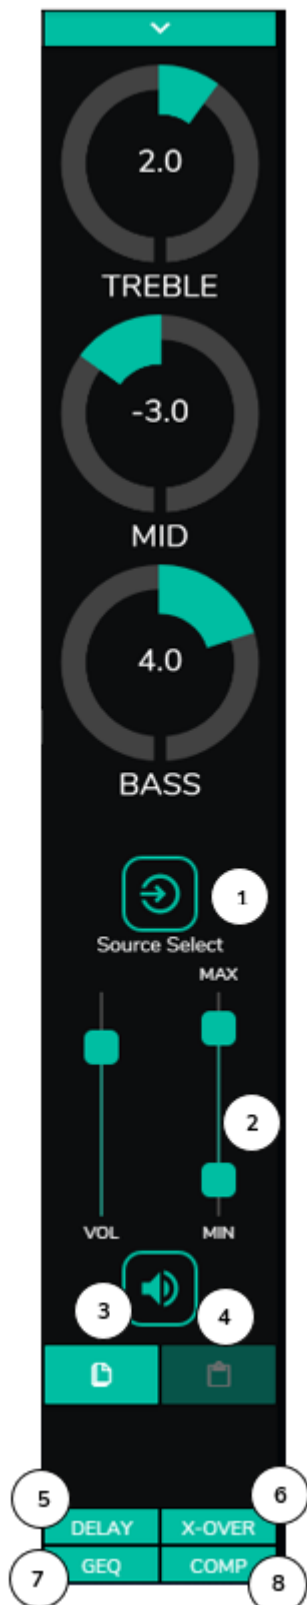 2.0
TREBLE
-3.0
MID
4.0
BASS
1
Source Select
MAX
2
VOL MIN
3 4
5 6
DELAY X-OVER
GEQ COMP
7 8